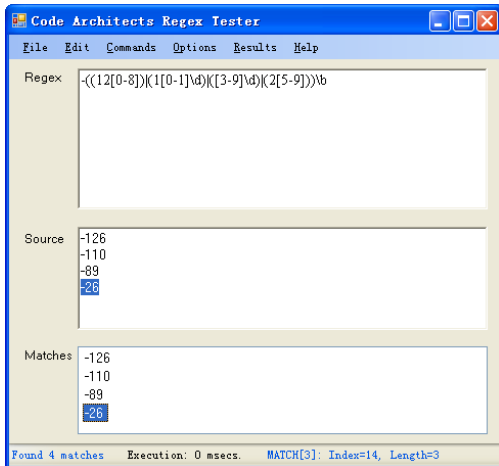 Code Architects Regex Tester
File Edit Commands Options Results Help
Regex
-((12[0-8])|(1[0-1]\d)|([3-9]\d)|(2[5-9]))\b
Source
-126
-110
-89
-26
Matches
-126
-110
-89
-26
Found 4 matches Execution: 0 msecs. MATCH[3]: Index=14, Length=3